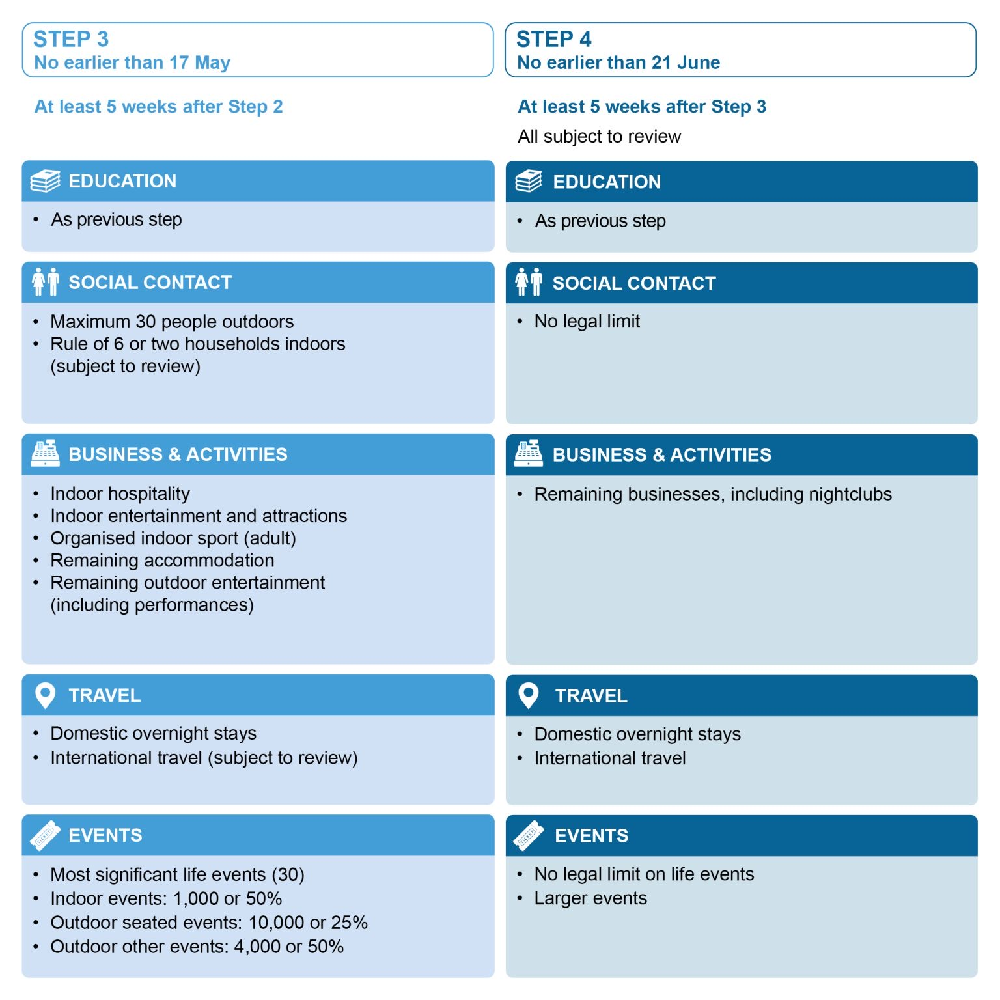 STEP 3
No earlier than 17 May
At least 5 weeks after Step 2
EDUCATION
• As previous step
SOCIAL CONTACT
• Maximum 30 people outdoors
• Rule of 6 or two households indoors
(subject to review)
BUSINESS & ACTIVITIES
• Indoor hospitality
• Indoor entertainment and attractions
• Organised indoor sport (adult)
• Remaining accommodation
• Remaining outdoor entertainment
(including performances)
TRAVEL
• Domestic overnight stays
• International travel (subject to review)
TICKET
EVENTS
• Most significant life events (30)
• Indoor events: 1,000 or 50%
• Outdoor seated events: 10,000 or 25%
• Outdoor other events: 4,000 or 50%
STEP 4
No earlier than 21 June
At least 5 weeks after Step 3
All subject to review
EDUCATION
• As previous step
SOCIAL CONTACT
• No legal limit
BUSINESS & ACTIVITIES
• Remaining businesses, including nightclubs
TRAVEL
• Domestic overnight stays
• International travel
TICKET
EVENTS
• No legal limit on life events
• Larger events